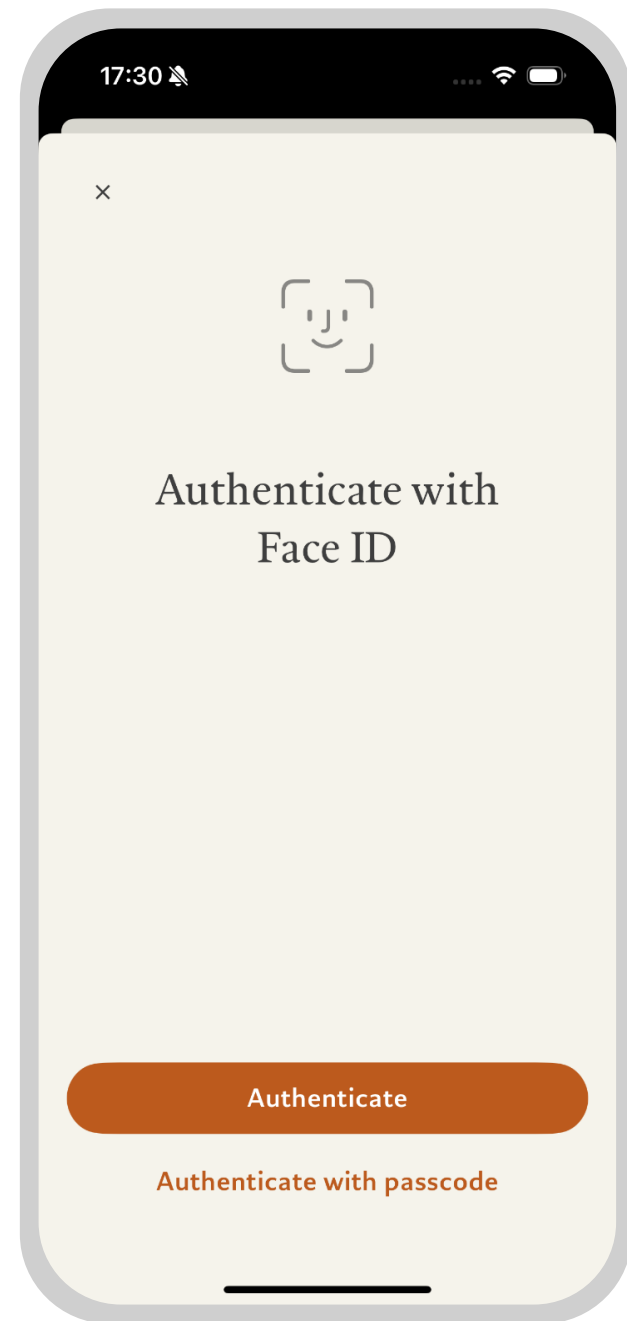 17:30
Authenticate with
Face ID
Authenticate
Authenticate with passcode